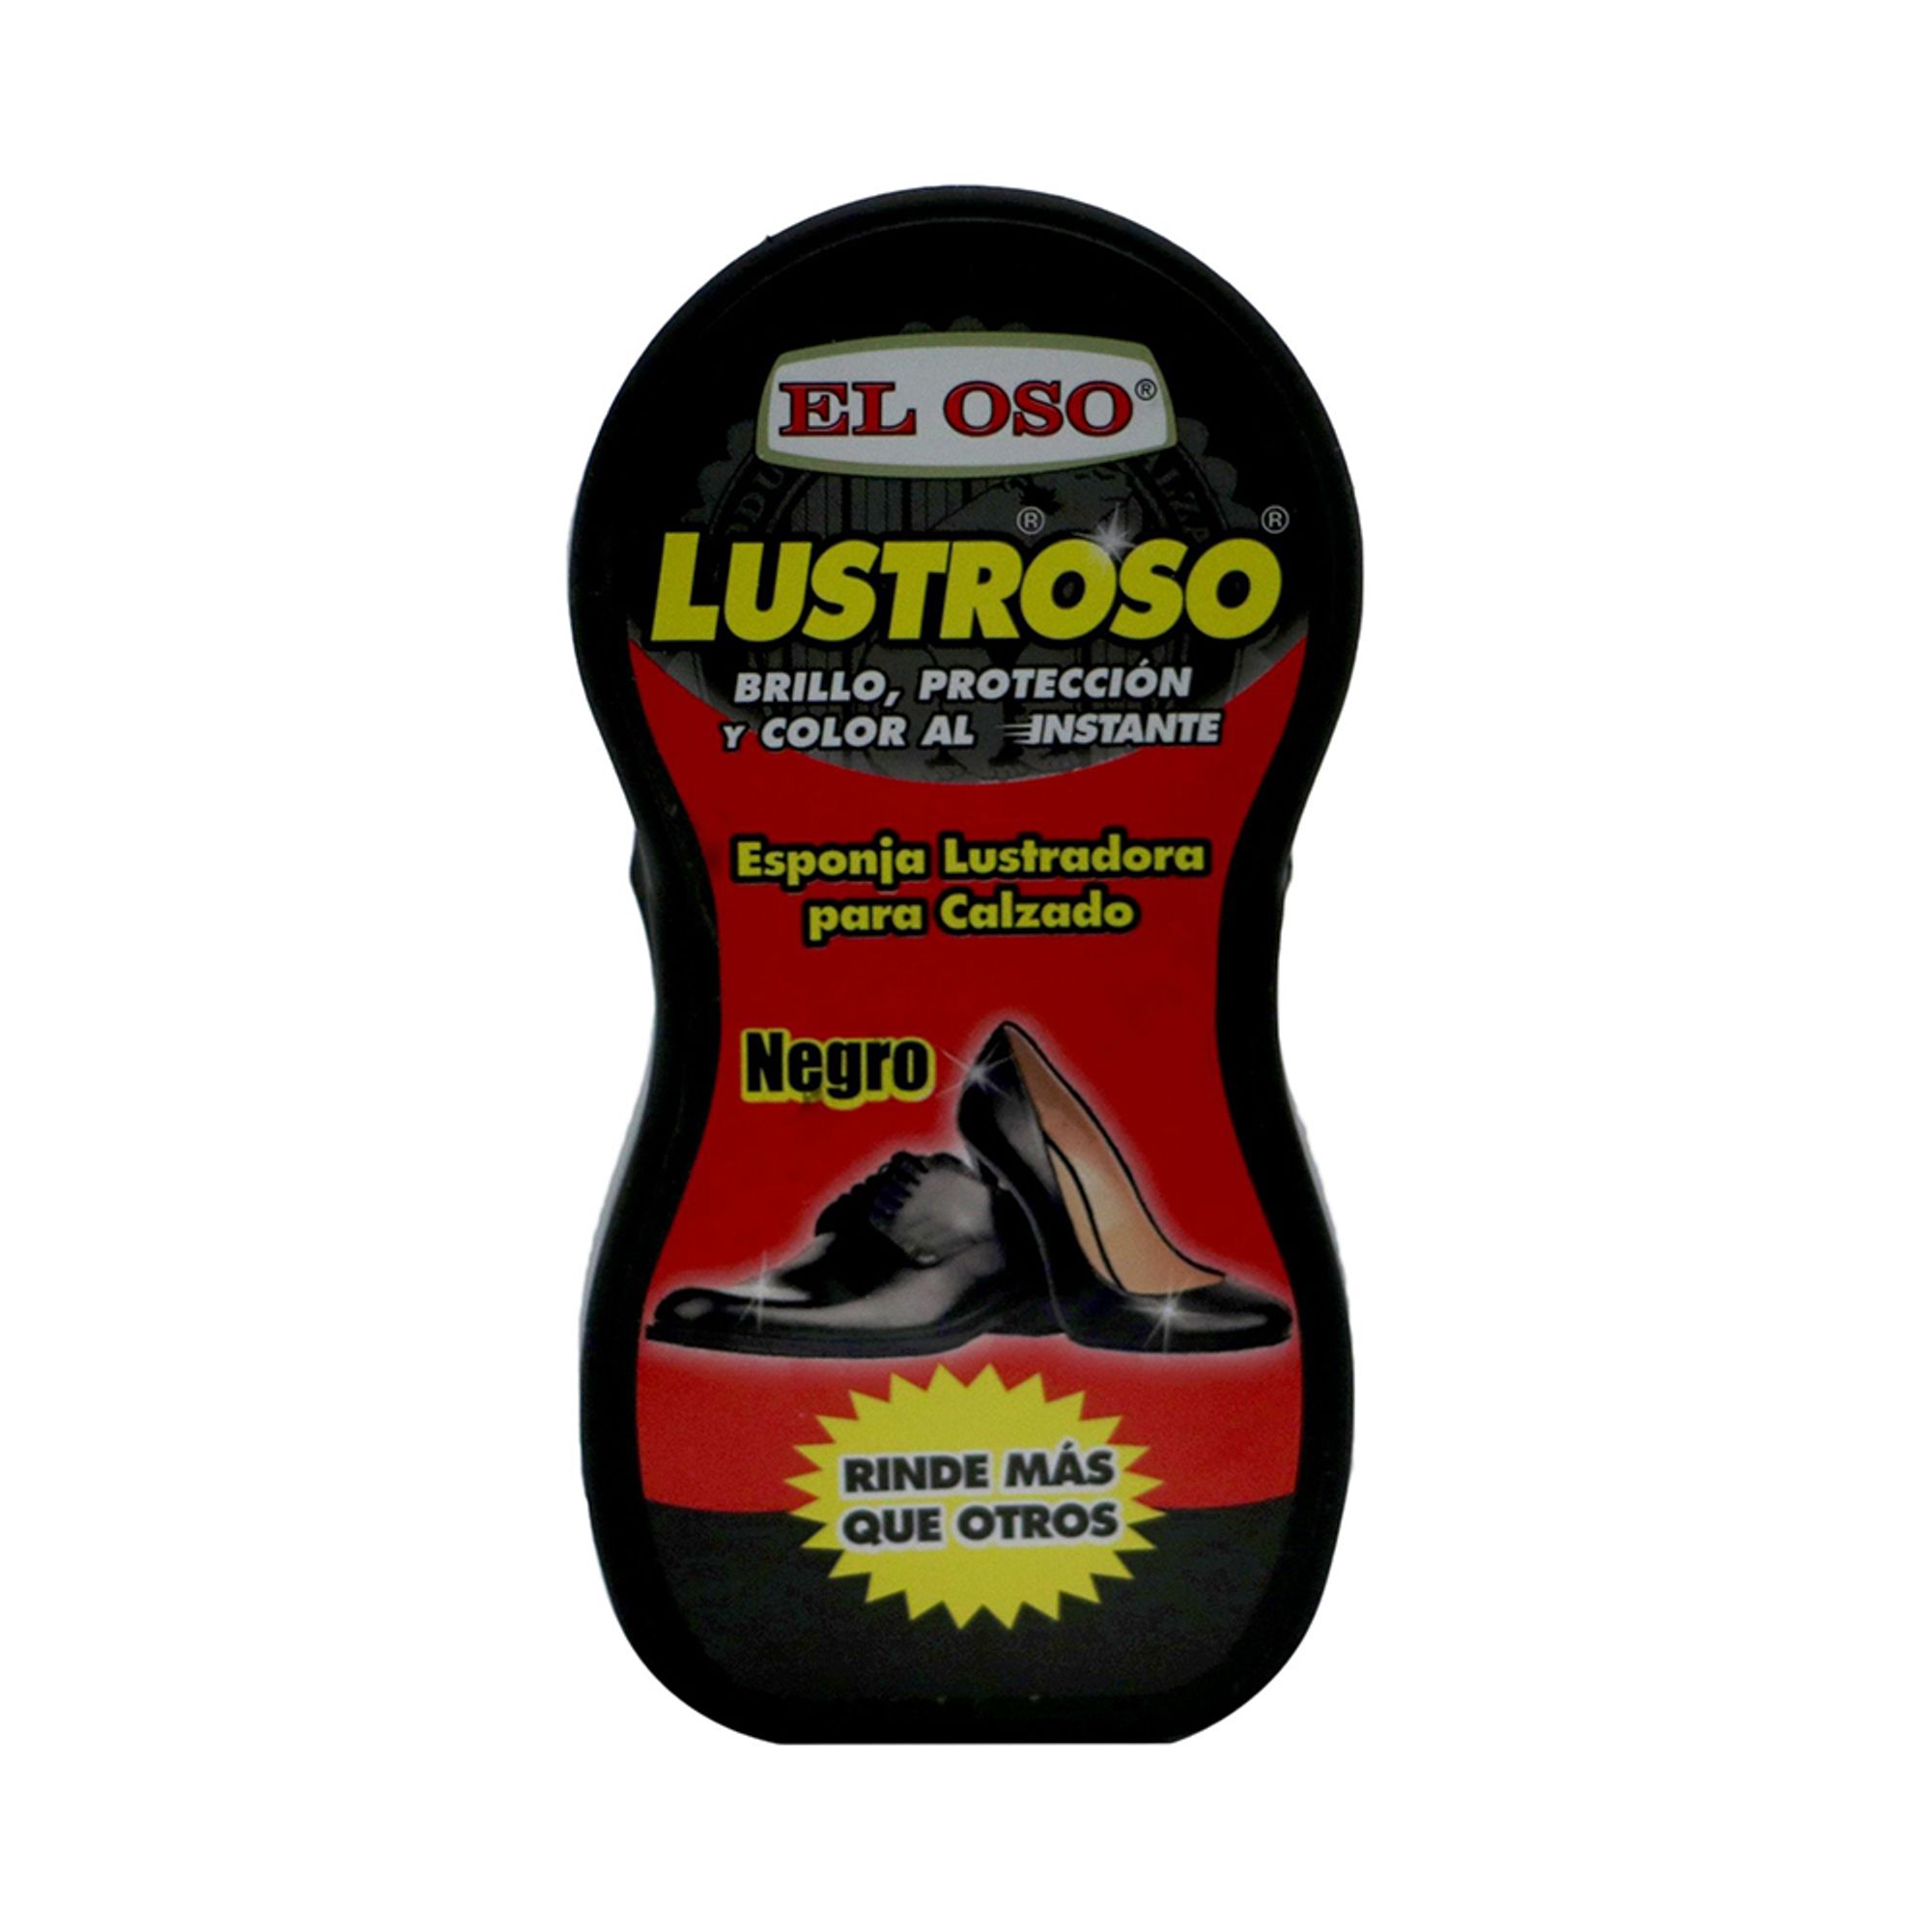 EL OSO®
LUSTROSO
® ®
BRILLO, PROTECCIÓN
Y COLOR AL INSTANTE
Esponja Lustradora
para Calzado
Negro
RINDE MÁS
QUE OTROS